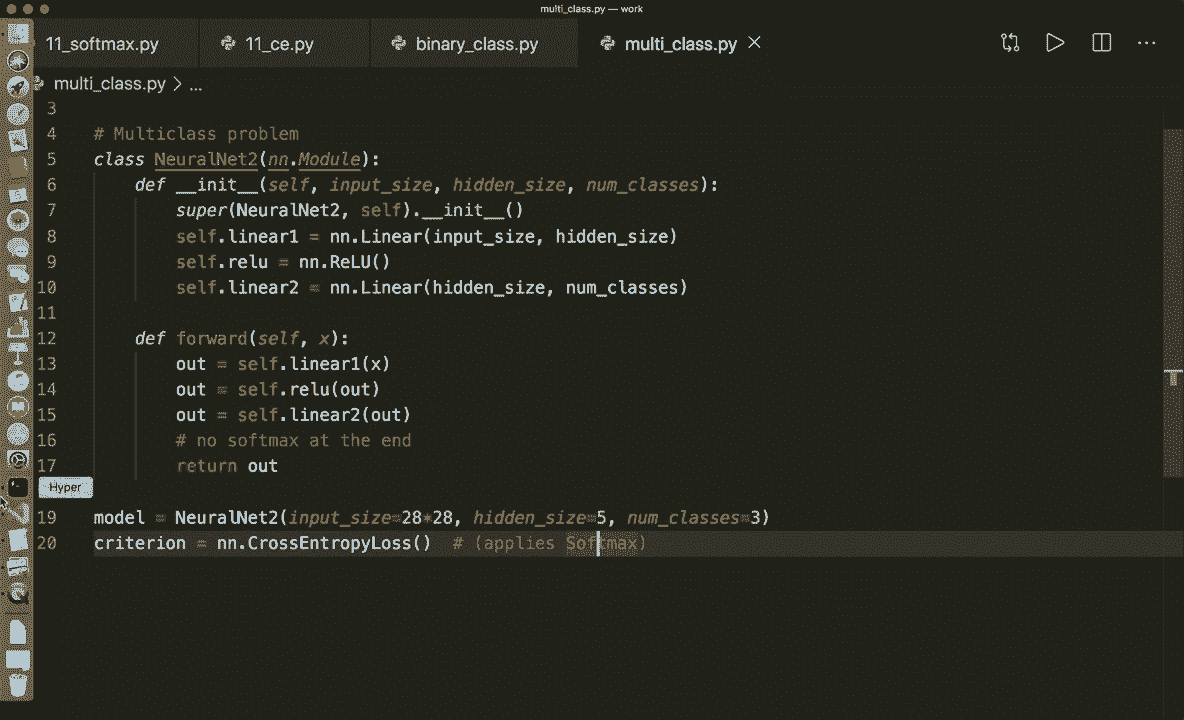 multi_class.py — work
11_softmax.py 11_ce.py binary_class.py multi_class.py
multi_class.py > ...
3
4 # Multiclass problem
5 class NeuralNet2(nn.Module):
6 def __init__(self, input_size, hidden_size, num_classes):
7 super(NeuralNet2, self).__init__()
8 self.linear1 = nn.Linear(input_size, hidden_size)
9 self.relu = nn.ReLU()
10 self.linear2 = nn.Linear(hidden_size, num_classes)
11
12 def forward(self, x):
13 out = self.linear1(x)
14 out = self.relu(out)
15 out = self.linear2(out)
16 # no softmax at the end
17 return out
Hyper
19 model = NeuralNet2(input_size=28*28, hidden_size=5, num_classes=3)
20 criterion = nn.CrossEntropyLoss() # (applies Softmax)